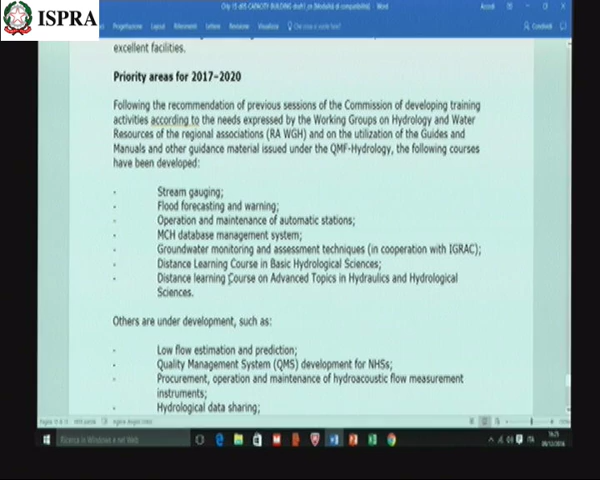 ISPRA
excellent facilities.
Priority areas for 2017-2020
Following the recommendation of previous sessions of the Commission of developing training
activities according to the needs expressed by the Working Groups on Hydrology and Water
Resources of the regional associations (RA WGH) and on the utilization of the Guides and
Manuals and other guidance material issued under the QMF-Hydrology, the following courses
have been developed:
- Stream gauging;
- Flood forecasting and warning;
- Operation and maintenance of automatic stations;
- MCH database management system;
- Groundwater monitoring and assessment techniques (in cooperation with IGRAC);
- Distance Learning Course in Basic Hydrological Sciences;
- Distance learning Course on Advanced Topics in Hydraulics and Hydrological
Sciences.
Others are under development, such as:
- Low flow estimation and prediction;
- Quality Management System (QMS) development for NHSs;
- Procurement, operation and maintenance of hydroacoustic flow measurement
instruments;
- Hydrological data sharing;
Ricerca in Windows e nel Web
ITA